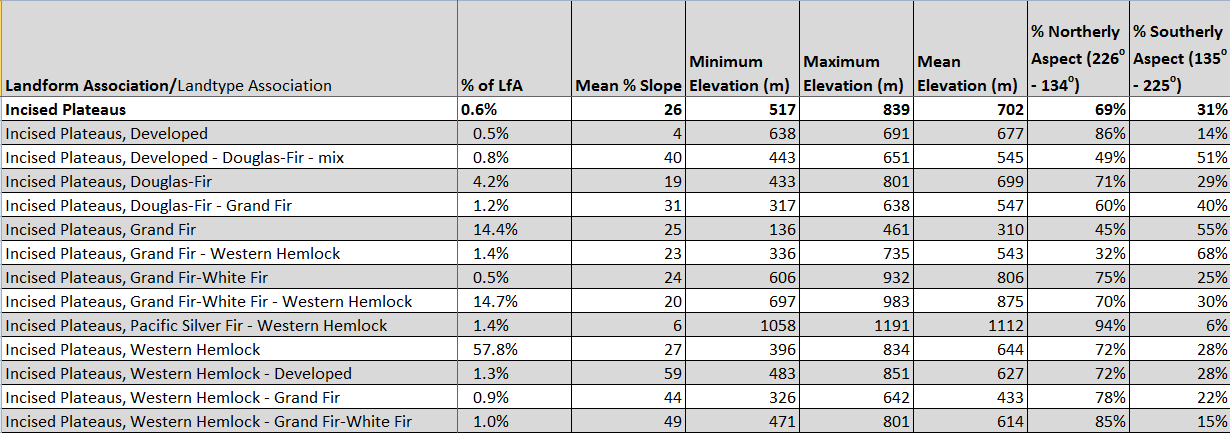 Landform Association/Landtype Association % of LfA Mean % Slope Minimum Elevation (m) Maximum Elevation (m) Mean Elevation (m) % Northerly Aspect (226° - 134°) % Southerly Aspect (135° - 225°)
Incised Plateaus 0.6% 26 517 839 702 69% 31%
Incised Plateaus, Developed 0.5% 4 638 691 677 86% 14%
Incised Plateaus, Developed - Douglas-Fir - mix 0.8% 40 443 651 545 49% 51%
Incised Plateaus, Douglas-Fir 4.2% 19 433 801 699 71% 29%
Incised Plateaus, Douglas-Fir - Grand Fir 1.2% 31 317 638 547 60% 40%
Incised Plateaus, Grand Fir 14.4% 25 136 461 310 45% 55%
Incised Plateaus, Grand Fir - Western Hemlock 1.4% 23 336 735 543 32% 68%
Incised Plateaus, Grand Fir-White Fir 0.5% 24 606 932 806 75% 25%
Incised Plateaus, Grand Fir-White Fir - Western Hemlock 14.7% 20 697 983 875 70% 30%
Incised Plateaus, Pacific Silver Fir - Western Hemlock 1.4% 6 1058 1191 1112 94% 6%
Incised Plateaus, Western Hemlock 57.8% 27 396 834 644 72% 28%
Incised Plateaus, Western Hemlock - Developed 1.3% 59 483 851 627 72% 28%
Incised Plateaus, Western Hemlock - Grand Fir 0.9% 44 326 642 433 78% 22%
Incised Plateaus, Western Hemlock - Grand Fir-White Fir 1.0% 49 471 801 614 85% 15%